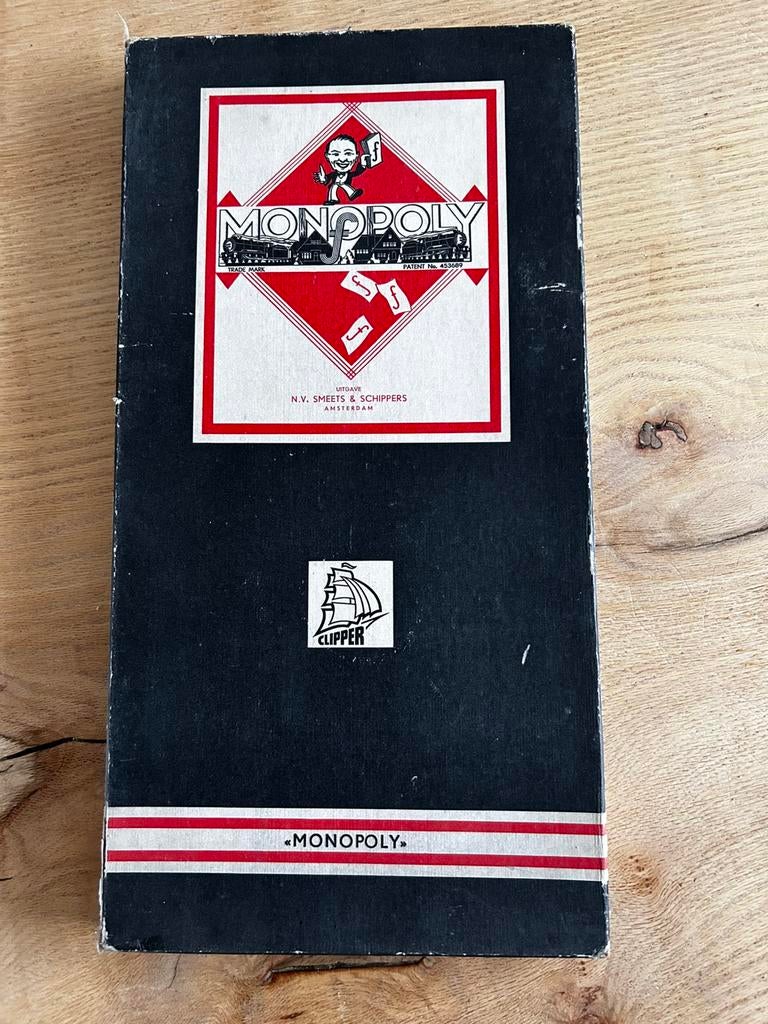 f
MONOPOLY
f
TRADE MARK PATENT No. 453689
f
f
f
UITGAVE
N.V. SMEETS & SCHIPPERS
AMSTERDAM
CLIPPER
«MONOPOLY»